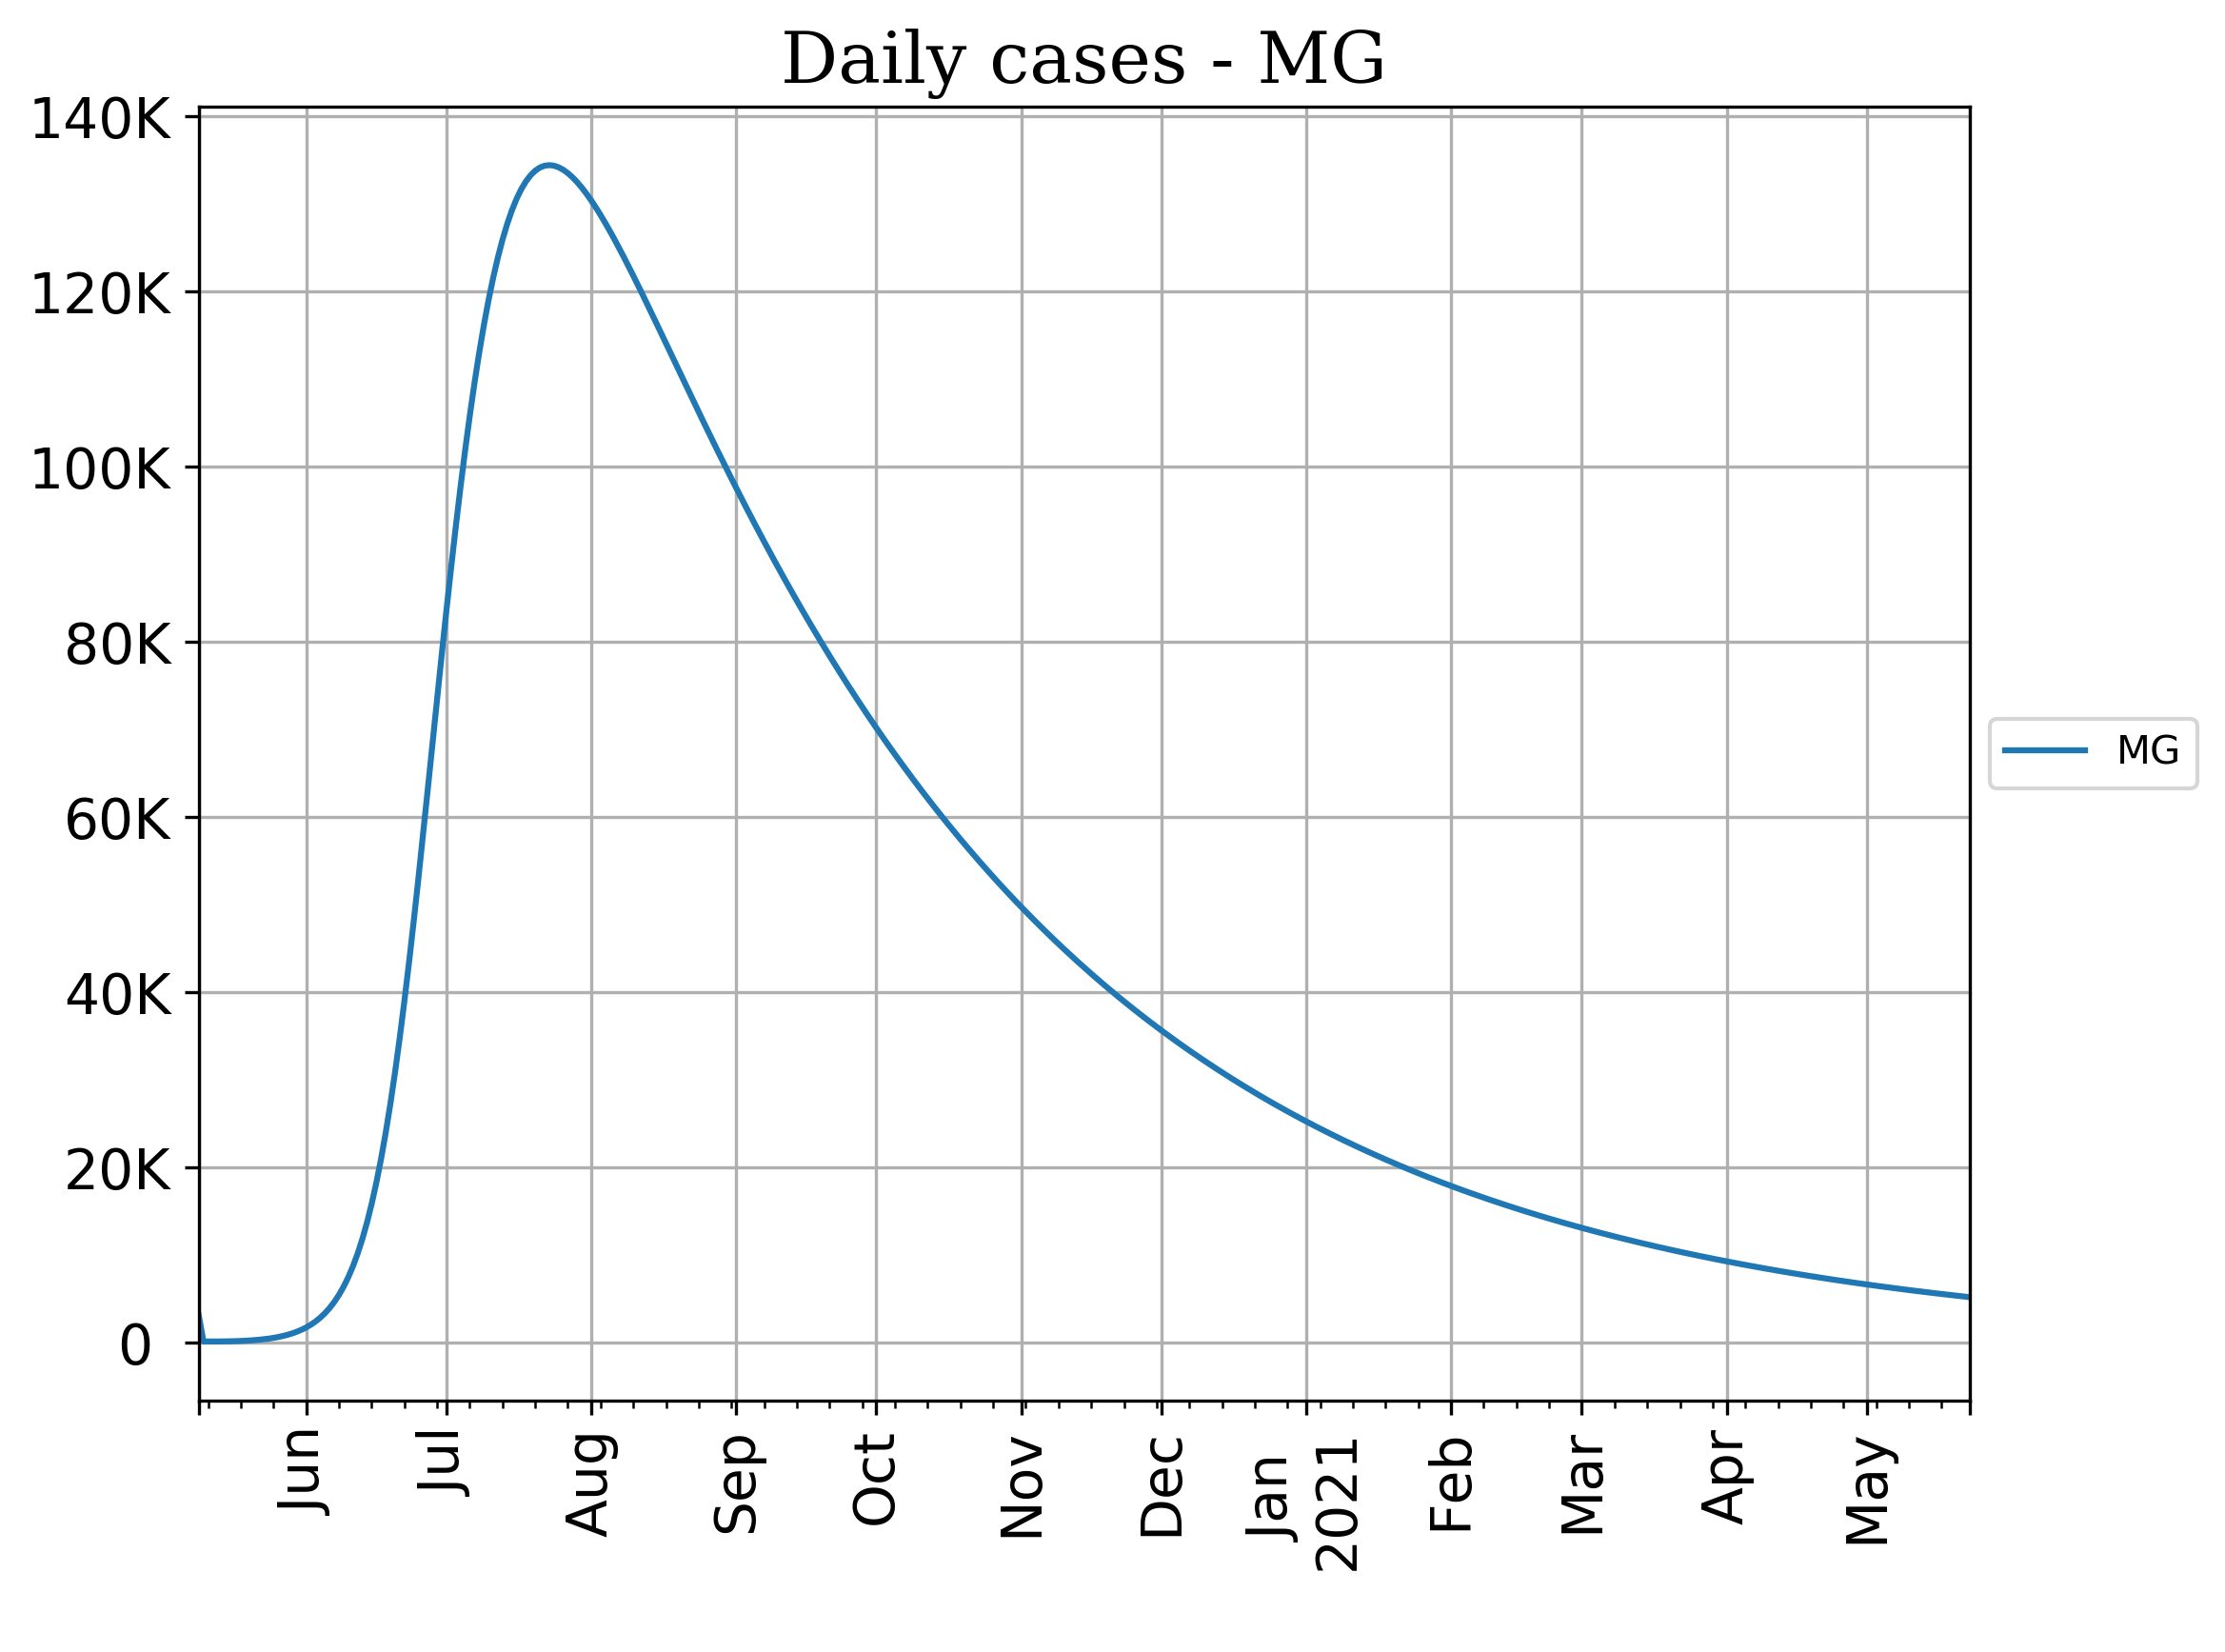 Daily cases - MG
140K
120K
100K
80K
60K
40K
20K
0
MG
Jun
Jul
Aug
Sep
Oct
Nov
Dec
Jan
2021
Feb
Mar
Apr
May